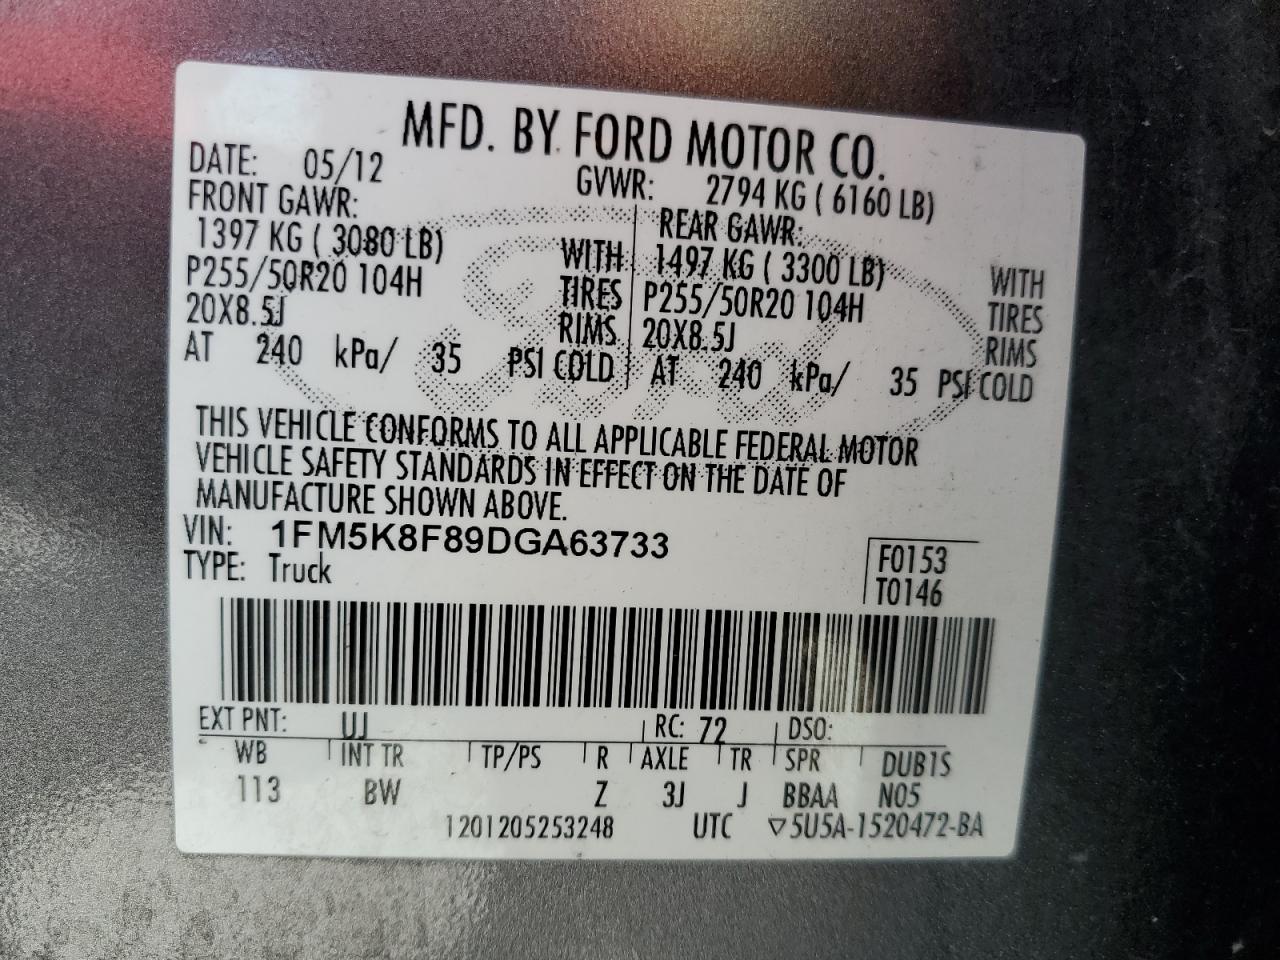 MFD. BY FORD MOTOR CO.
DATE: 05/12 GVWR: 2794 KG ( 6160 LB)
FRONT GAWR: REAR GAWR:
1397 KG ( 3080 LB) WITH 1497 KG ( 3300 LB) WITH
P255/50R20 104H TIRES P255/50R20 104H TIRES
20X8.5J RIMS 20X8.5J RIMS
AT 240 kPa/ 35 PSI COLD AT 240 kPa/ 35 PSI COLD
Ford
THIS VEHICLE CONFORMS TO ALL APPLICABLE FEDERAL MOTOR
VEHICLE SAFETY STANDARDS IN EFFECT ON THE DATE OF
MANUFACTURE SHOWN ABOVE.
VIN: 1FM5K8F89DGA63733
TYPE: Truck
F0153
T0146
EXT PNT: UJ RC: 72 DSO:
WB INT TR TP/PS R AXLE TR SPR DUB1S
113 BW Z 3J J BBAA N05
1201205253248 UTC ▽5U5A-1520472-BA